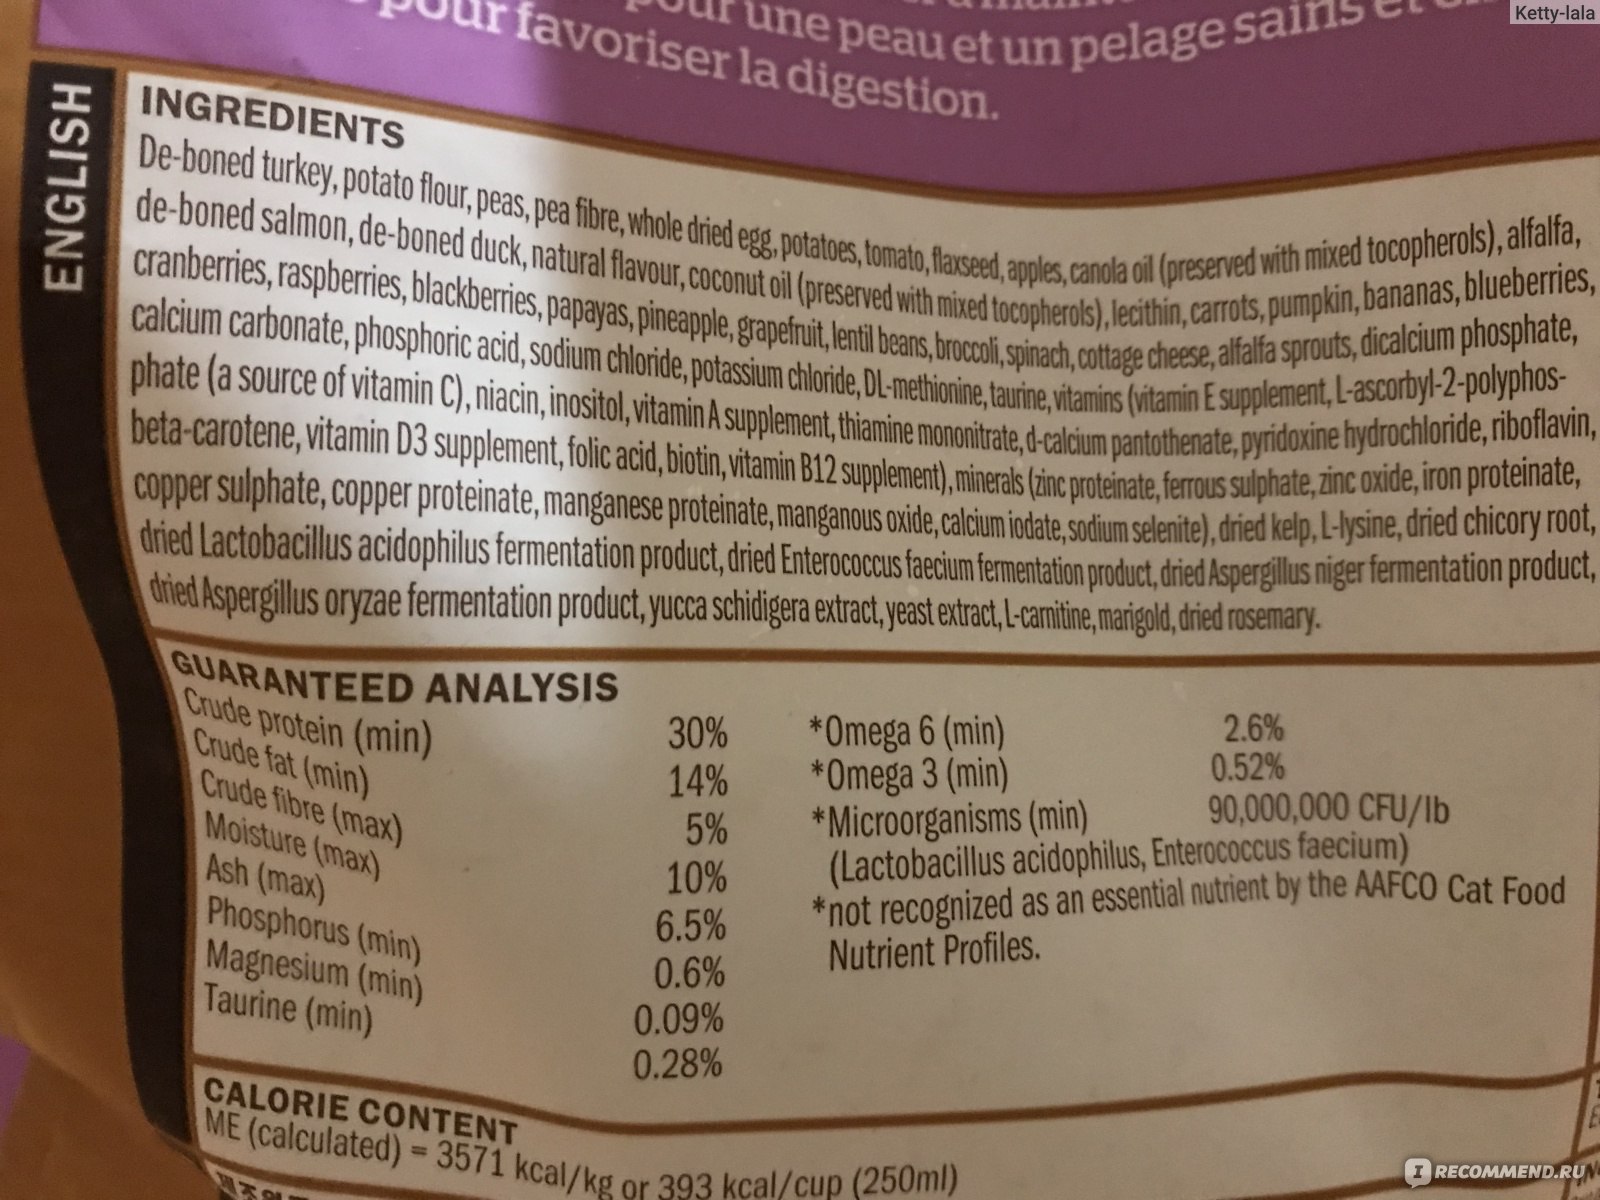 Ketty-lala
pour une peau et un pelage sains et
pour favoriser la digestion.
ENGLISH
INGREDIENTS
De-boned turkey, potato flour, peas, pea fibre, whole dried egg, potatoes, tomato, flaxseed, apples, canola oil (preserved with mixed tocopherols), alfalfa,
de-boned salmon, de-boned duck, natural flavour, coconut oil (preserved with mixed tocopherols), lecithin, carrots, pumpkin, bananas, blueberries,
cranberries, raspberries, blackberries, papayas, pineapple, grapefruit, lentil beans, broccoli, spinach, cottage cheese, alfalfa sprouts, dicalcium phosphate,
calcium carbonate, phosphoric acid, sodium chloride, potassium chloride, DL-methionine, taurine, vitamins (vitamin E supplement, L-ascorbyl-2-polyphos-
phate (a source of vitamin C), niacin, inositol, vitamin A supplement, thiamine mononitrate, d-calcium pantothenate, pyridoxine hydrochloride, riboflavin,
beta-carotene, vitamin D3 supplement, folic acid, biotin, vitamin B12 supplement), minerals (zinc proteinate, ferrous sulphate, zinc oxide, iron proteinate,
copper sulphate, copper proteinate, manganese proteinate, manganous oxide, calcium iodate, sodium selenite), dried kelp, L-lysine, dried chicory root,
dried Lactobacillus acidophilus fermentation product, dried Enterococcus faecium fermentation product, dried Aspergillus niger fermentation product,
dried Aspergillus oryzae fermentation product, yucca schidigera extract, yeast extract, L-carnitine, marigold, dried rosemary.
GUARANTEED ANALYSIS
Crude protein (min) 30%
Crude fat (min) 14%
Crude fibre (max) 5%
Moisture (max) 10%
Ash (max) 6.5%
Phosphorus (min) 0.6%
Magnesium (min) 0.09%
Taurine (min) 0.28%
*Omega 6 (min) 2.6%
*Omega 3 (min) 0.52%
*Microorganisms (min) 90,000,000 CFU/lb
(Lactobacillus acidophilus, Enterococcus faecium)
*not recognized as an essential nutrient by the AAFCO Cat Food
Nutrient Profiles.
CALORIE CONTENT
ME (calculated) = 3571 kcal/kg or 393 kcal/cup (250ml)
I RECOMMEND.RU